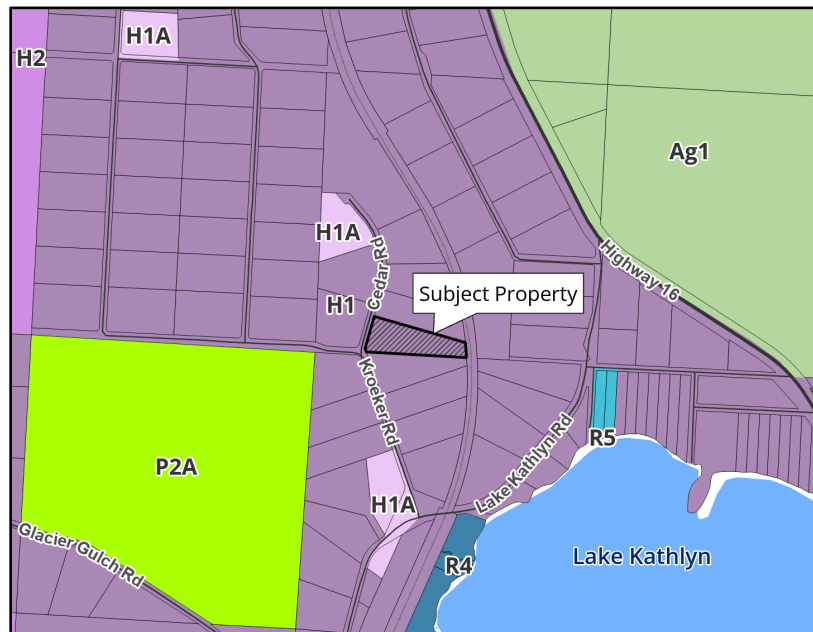 H1A
H2
Ag1
H1A
Cedar Rd
Highway 16
Subject Property
H1
Kroeker Rd
Lake Kathlyn Rd
R5
P2A
H1A
Glacier Gulch Rd
R4
Lake Kathlyn